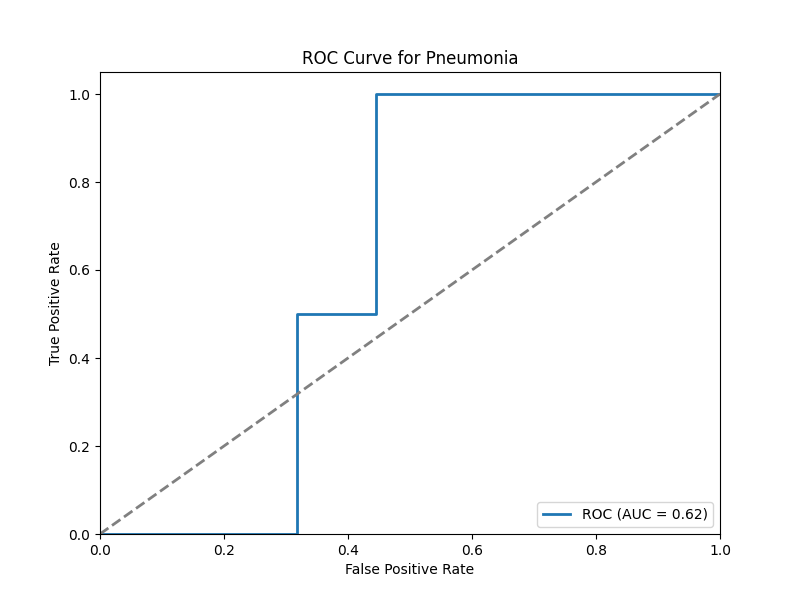 ROC Curve for Pneumonia
1.0
0.8
0.6
0.4
0.2
0.0
True Positive Rate
0.0 0.2 0.4 0.6 0.8 1.0
False Positive Rate
ROC (AUC = 0.62)